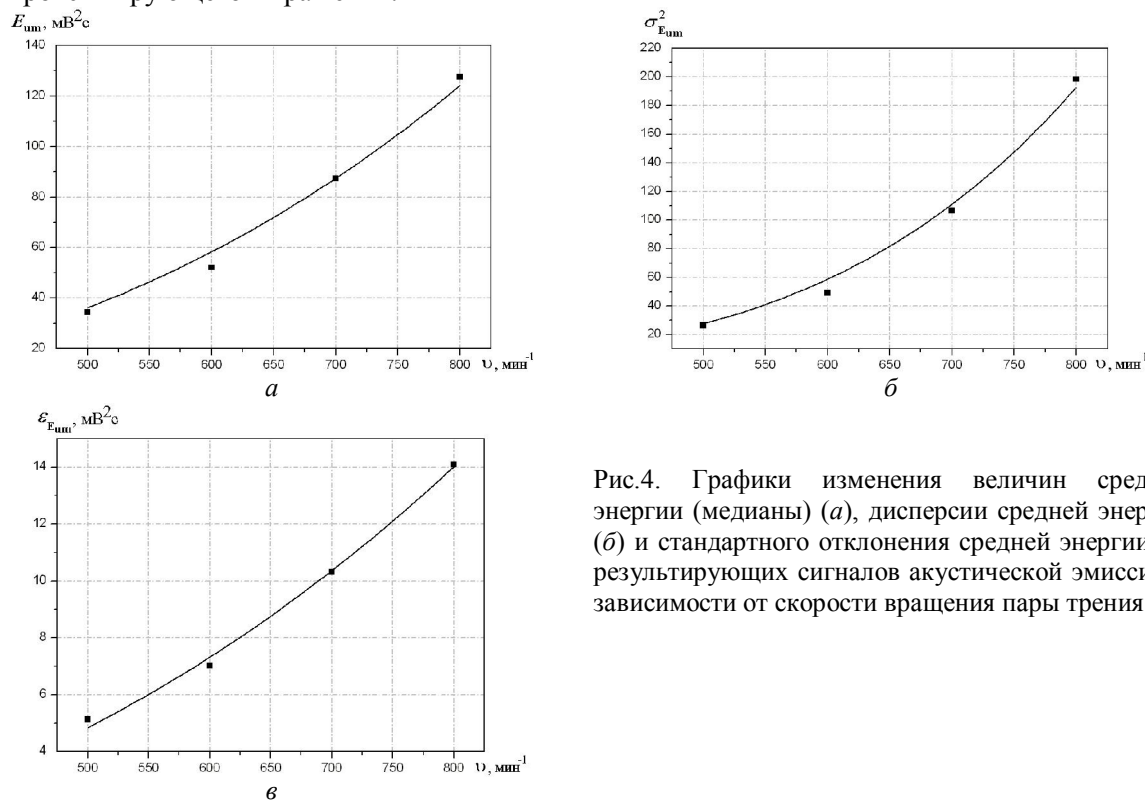 E_um, мВ²с
140
120
100
80
60
40
20
500 550 600 650 700 750 800 υ, мин⁻¹
а
σ²_Eum
220
200
180
160
140
120
100
80
60
40
20
500 550 600 650 700 750 800 υ, мин⁻¹
б
ε_Eum, мВ²с
14
12
10
8
6
4
500 550 600 650 700 750 800 υ, мин⁻¹
в
Рис.4. Графики изменения величин сред
энергии (медианы) (а), дисперсии средней энер
(б) и стандартного отклонения средней энергии
результирующих сигналов акустической эмисси
зависимости от скорости вращения пары трения